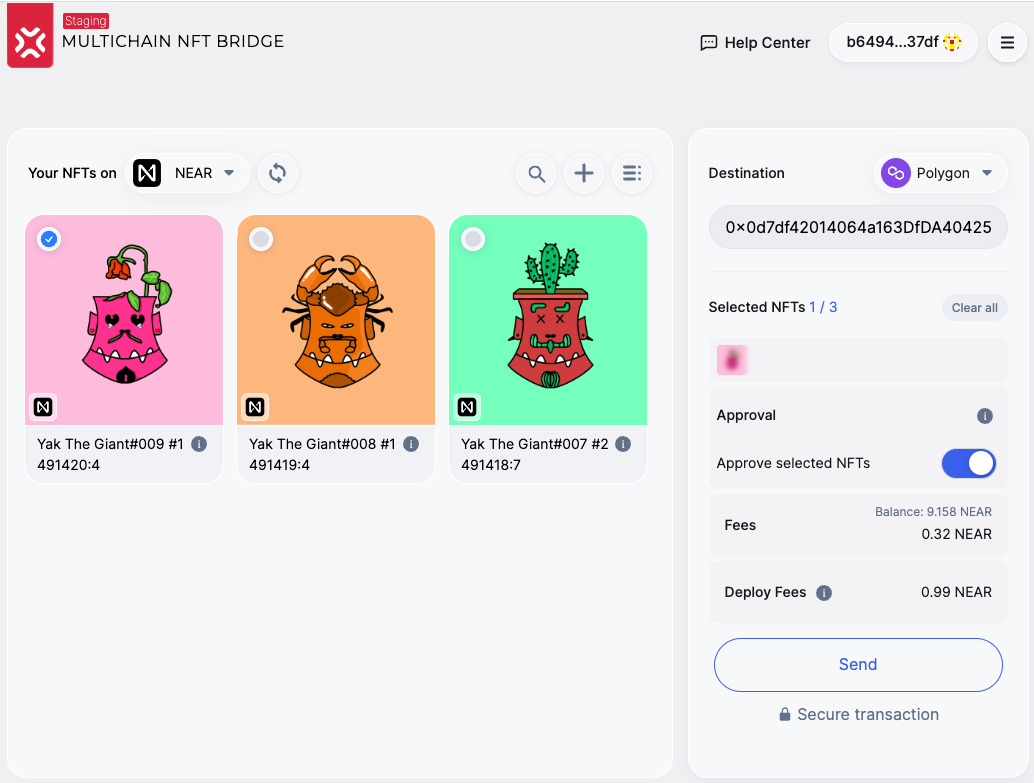 Staging
MULTICHAIN NFT BRIDGE
Help Center
b6494...37df
Your NFTs on
NEAR
Yak The Giant#009 #1
491420:4
Yak The Giant#008 #1
491419:4
Yak The Giant#007 #2
491418:7
Destination
Polygon
0x0d7df42014064a163DfDA40425
Selected NFTs 1 / 3
Clear all
Approval
Approve selected NFTs
Fees
Balance: 9.158 NEAR
0.32 NEAR
Deploy Fees
0.99 NEAR
Send
Secure transaction